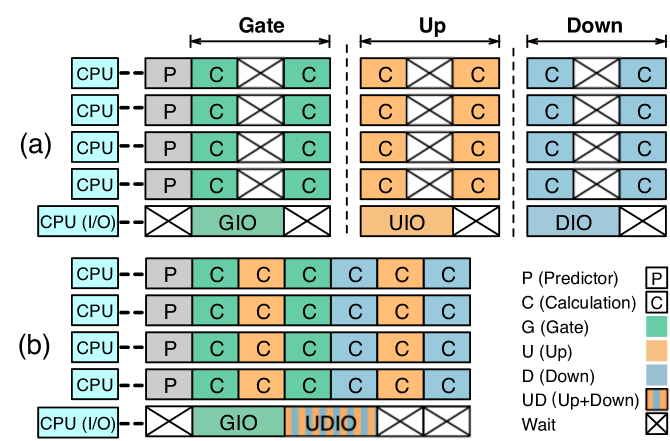 Gate Up Down
CPU P C C C C C C
CPU P C C C C C C
(a)
CPU P C C C C C C
CPU P C C C C C C
CPU (I/O) GIO UIO DIO
CPU P C C C C C C
CPU P C C C C C C
(b)
CPU P C C C C C C
CPU P C C C C C C
CPU (I/O) GIO UDIO
P (Predictor) P
C (Calculation) C
G (Gate)
U (Up)
D (Down)
UD (Up+Down)
Wait